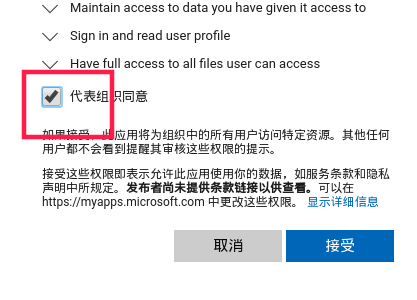 Maintain access to data you have given it access to
Sign in and read user profile
Have full access to all files user can access
代表组织同意
如果接受，此应用将为组织中的所有用户访问特定资源。其他任何
用户都不会看到提醒其审核这些权限的提示。
接受这些权限即表示允许此应用使用你的数据，如服务条款和隐私
声明中所规定。发布者尚未提供条款链接以供查看。可以在
https://myapps.microsoft.com 中更改这些权限。 显示详细信息
取消
接受